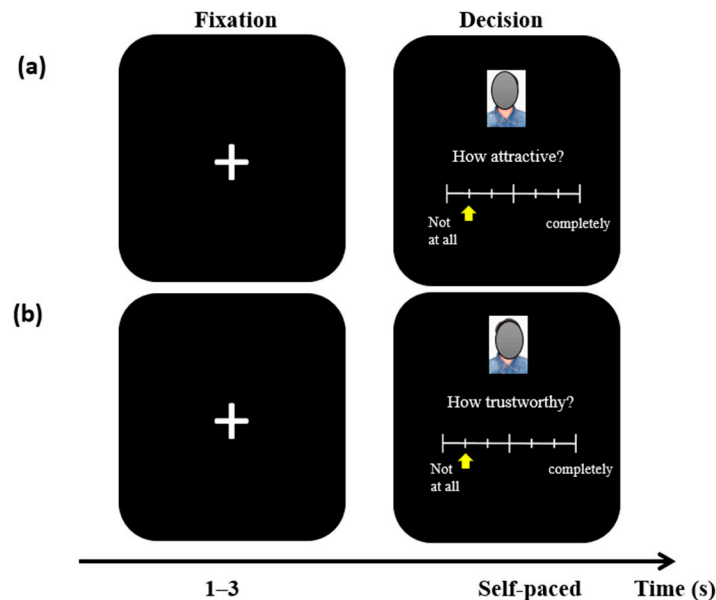 Fixation Decision
(a)
How attractive?
Not
at all
completely
(b)
How trustworthy?
Not
at all
completely
1–3 Self-paced Time (s)